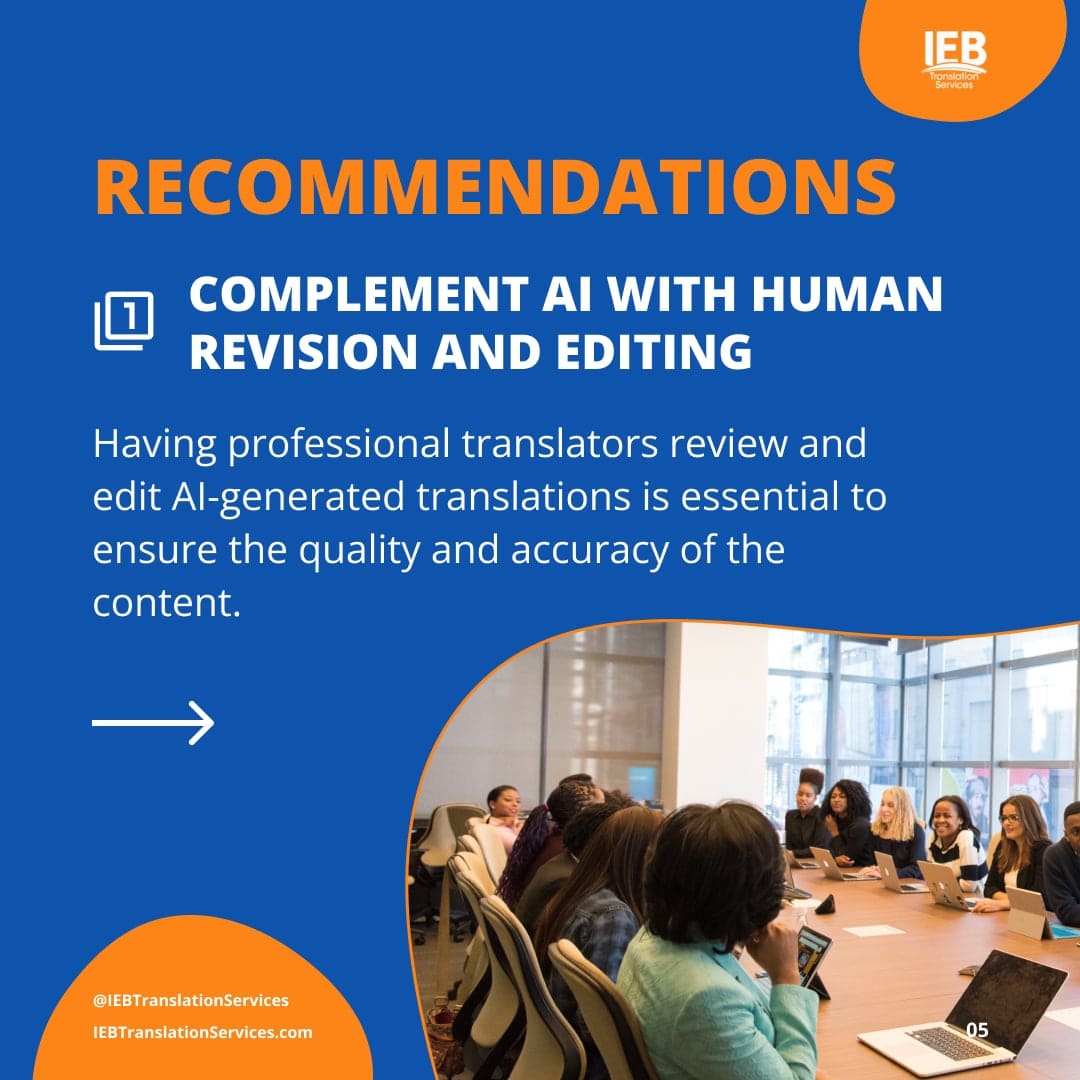 IEB
Translation
Services
RECOMMENDATIONS
1
COMPLEMENT AI WITH HUMAN
REVISION AND EDITING
Having professional translators review and
edit AI-generated translations is essential to
ensure the quality and accuracy of the
content.
@IEBTranslationServices
IEBTranslationServices.com
05